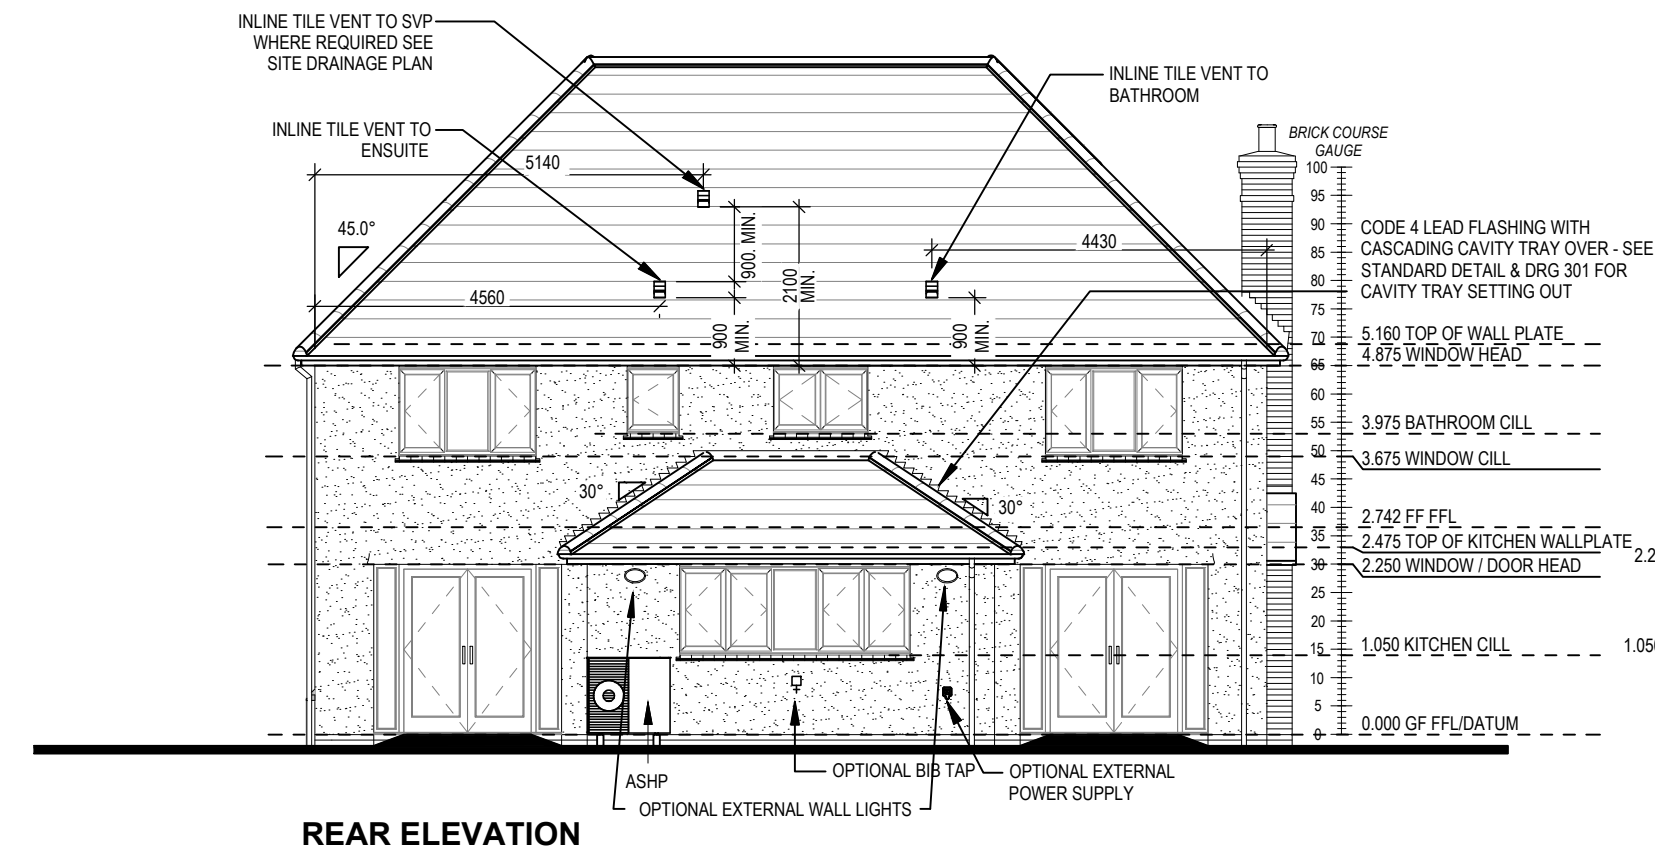 INLINE TILE VENT TO SVP
WHERE REQUIRED SEE
SITE DRAINAGE PLAN
INLINE TILE VENT TO
BATHROOM
INLINE TILE VENT TO
ENSUITE
BRICK COURSE
GAUGE
5140
45.0°
900. MIN.
2100
MIN.
4430
4560
900
MIN.
900
MIN.
100
95
90
85
80
75
70
65
60
55
50
45
40
35
30
25
20
15
10
5
0
CODE 4 LEAD FLASHING WITH
CASCADING CAVITY TRAY OVER - SEE
STANDARD DETAIL & DRG 301 FOR
CAVITY TRAY SETTING OUT
5.160 TOP OF WALL PLATE
4.875 WINDOW HEAD
3.975 BATHROOM CILL
3.675 WINDOW CILL
30°
30°
2.742 FF FFL
2.475 TOP OF KITCHEN WALLPLATE
2.2
2.250 WINDOW / DOOR HEAD
1.050 KITCHEN CILL
1.050
0.000 GF FFL/DATUM
ASHP
OPTIONAL BIB TAP
OPTIONAL EXTERNAL
POWER SUPPLY
OPTIONAL EXTERNAL WALL LIGHTS
REAR ELEVATION